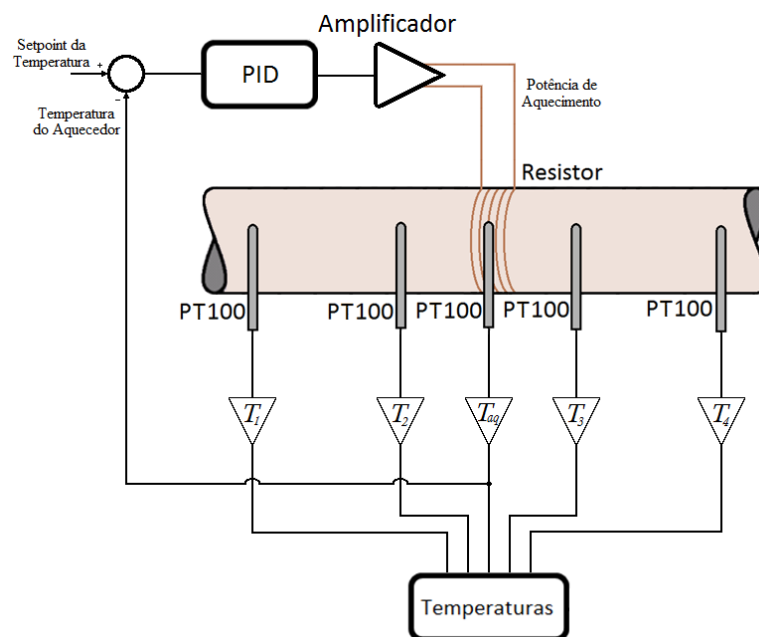 Amplificador
Setpoint da
Temperatura
+
PID
Potência de
Aquecimento
−
Temperatura
do Aquecedor
Resistor
PT100 PT100 PT100 PT100 PT100
T1 T2 Taq T3 T4
Temperaturas